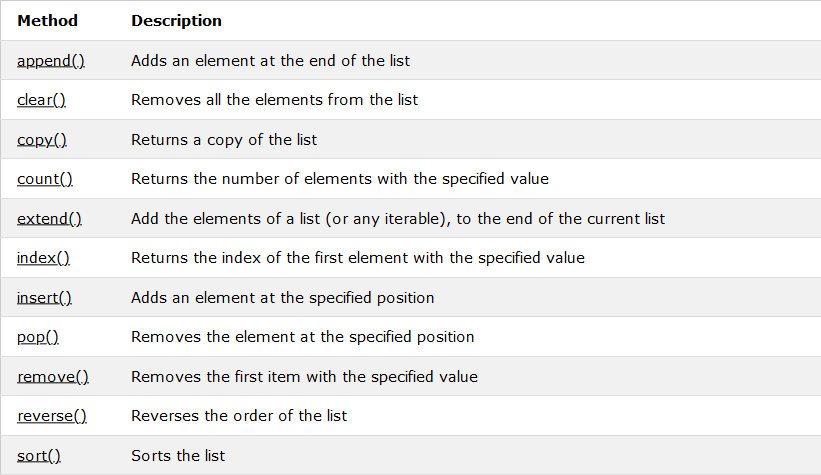 Method Description
append() Adds an element at the end of the list
clear() Removes all the elements from the list
copy() Returns a copy of the list
count() Returns the number of elements with the specified value
extend() Add the elements of a list (or any iterable), to the end of the current list
index() Returns the index of the first element with the specified value
insert() Adds an element at the specified position
pop() Removes the element at the specified position
remove() Removes the first item with the specified value
reverse() Reverses the order of the list
sort() Sorts the list